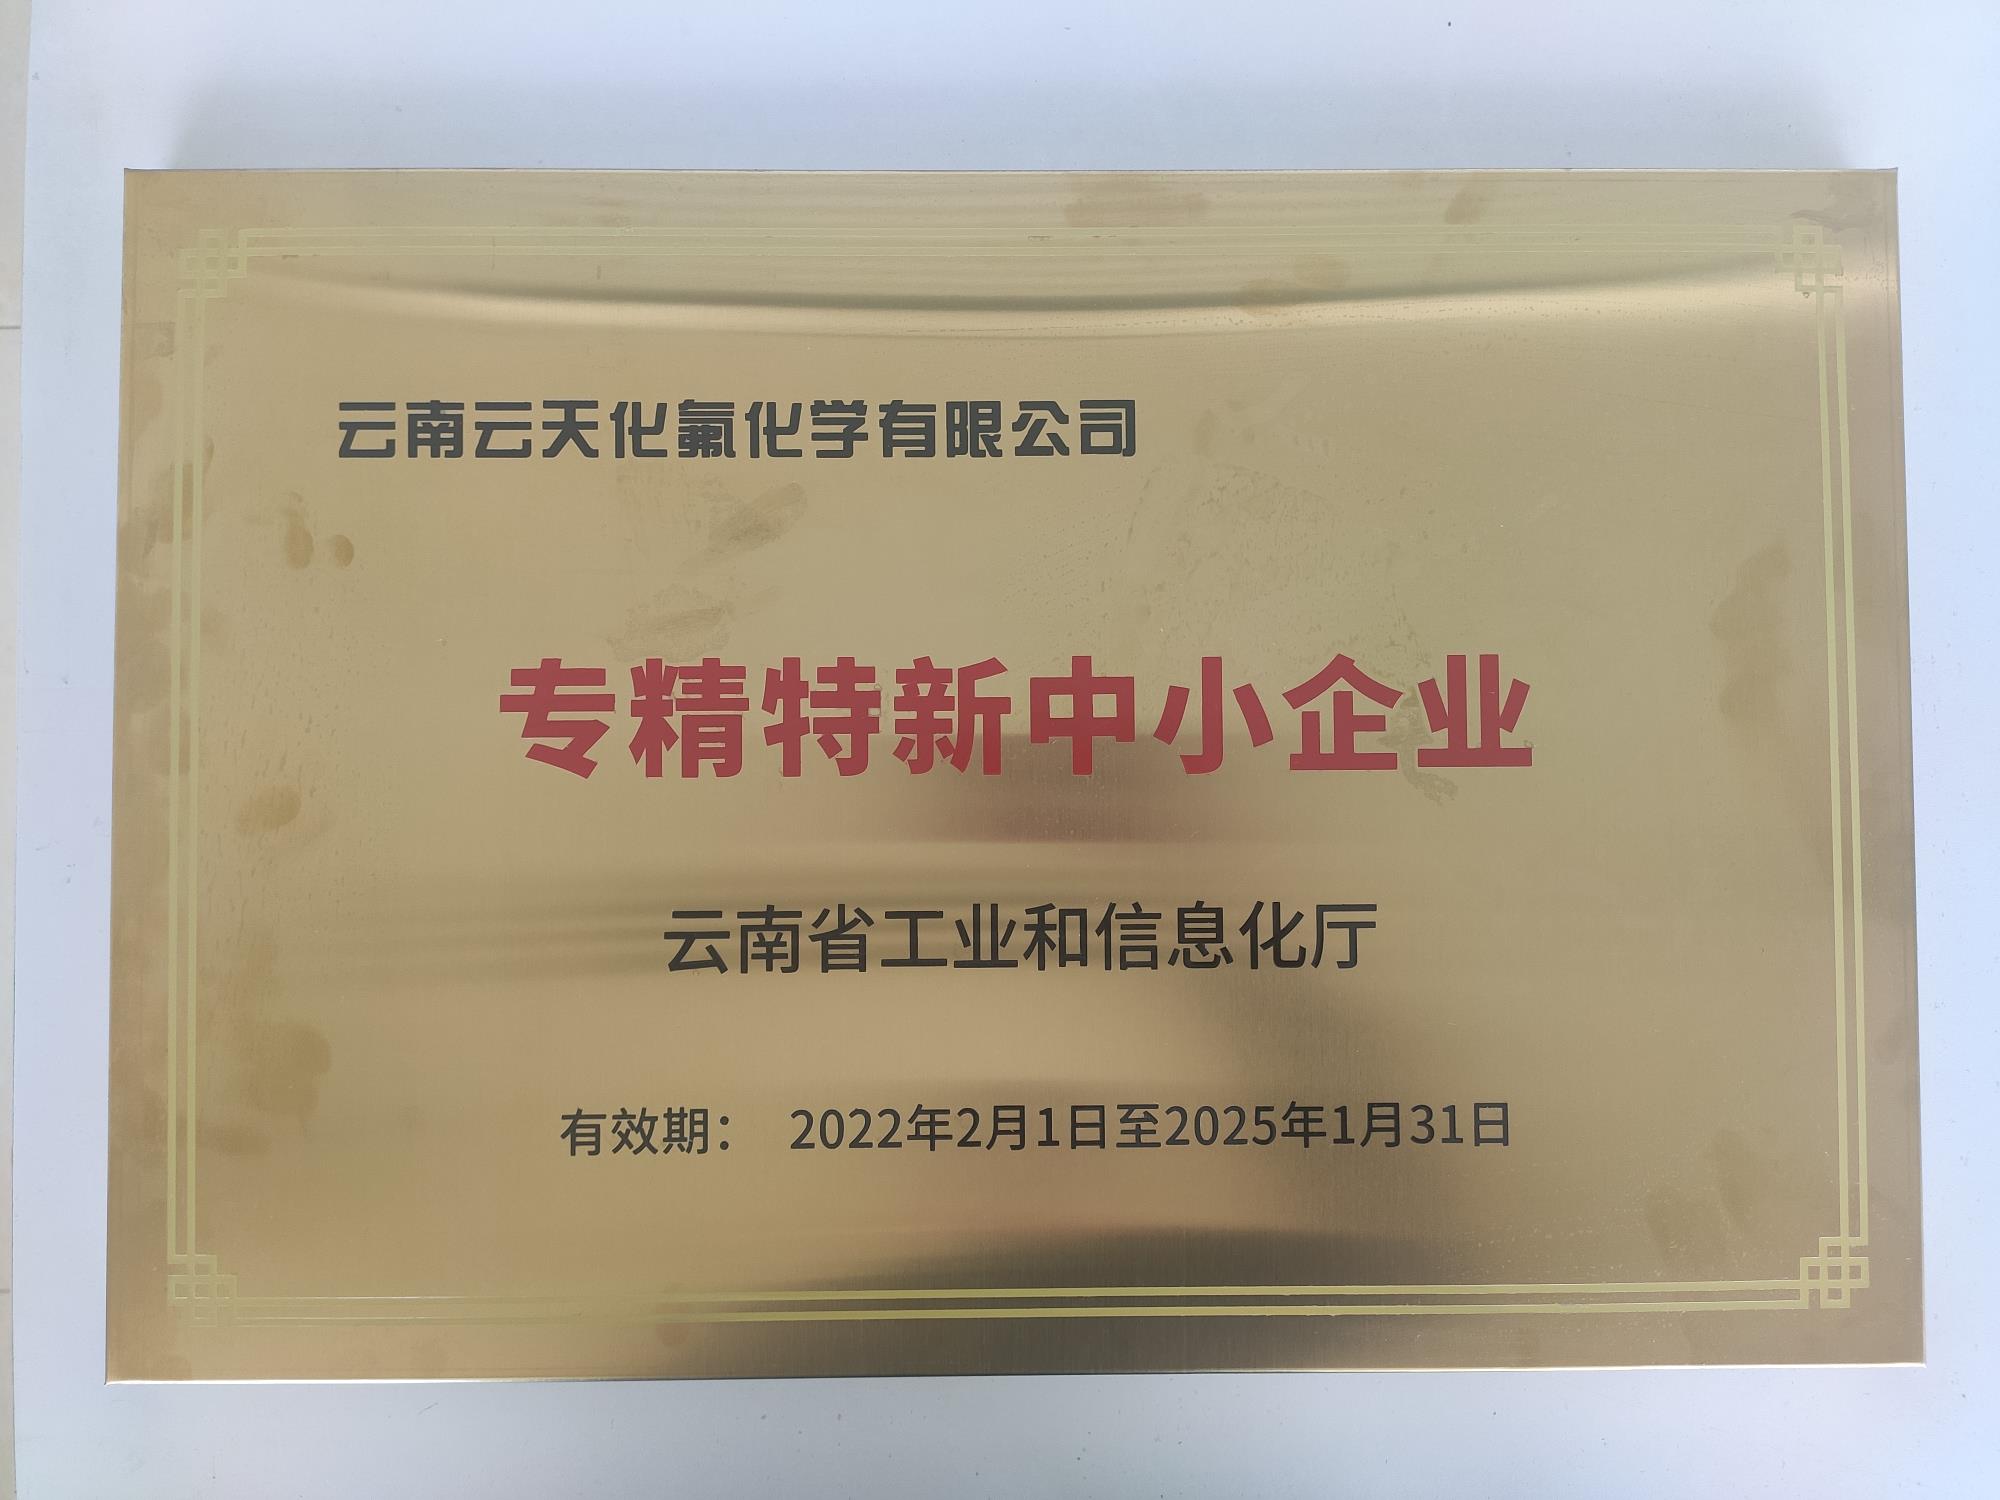 云南云天化氟化学有限公司
专精特新中小企业
云南省工业和信息化厅
有效期： 2022年2月1日至2025年1月31日